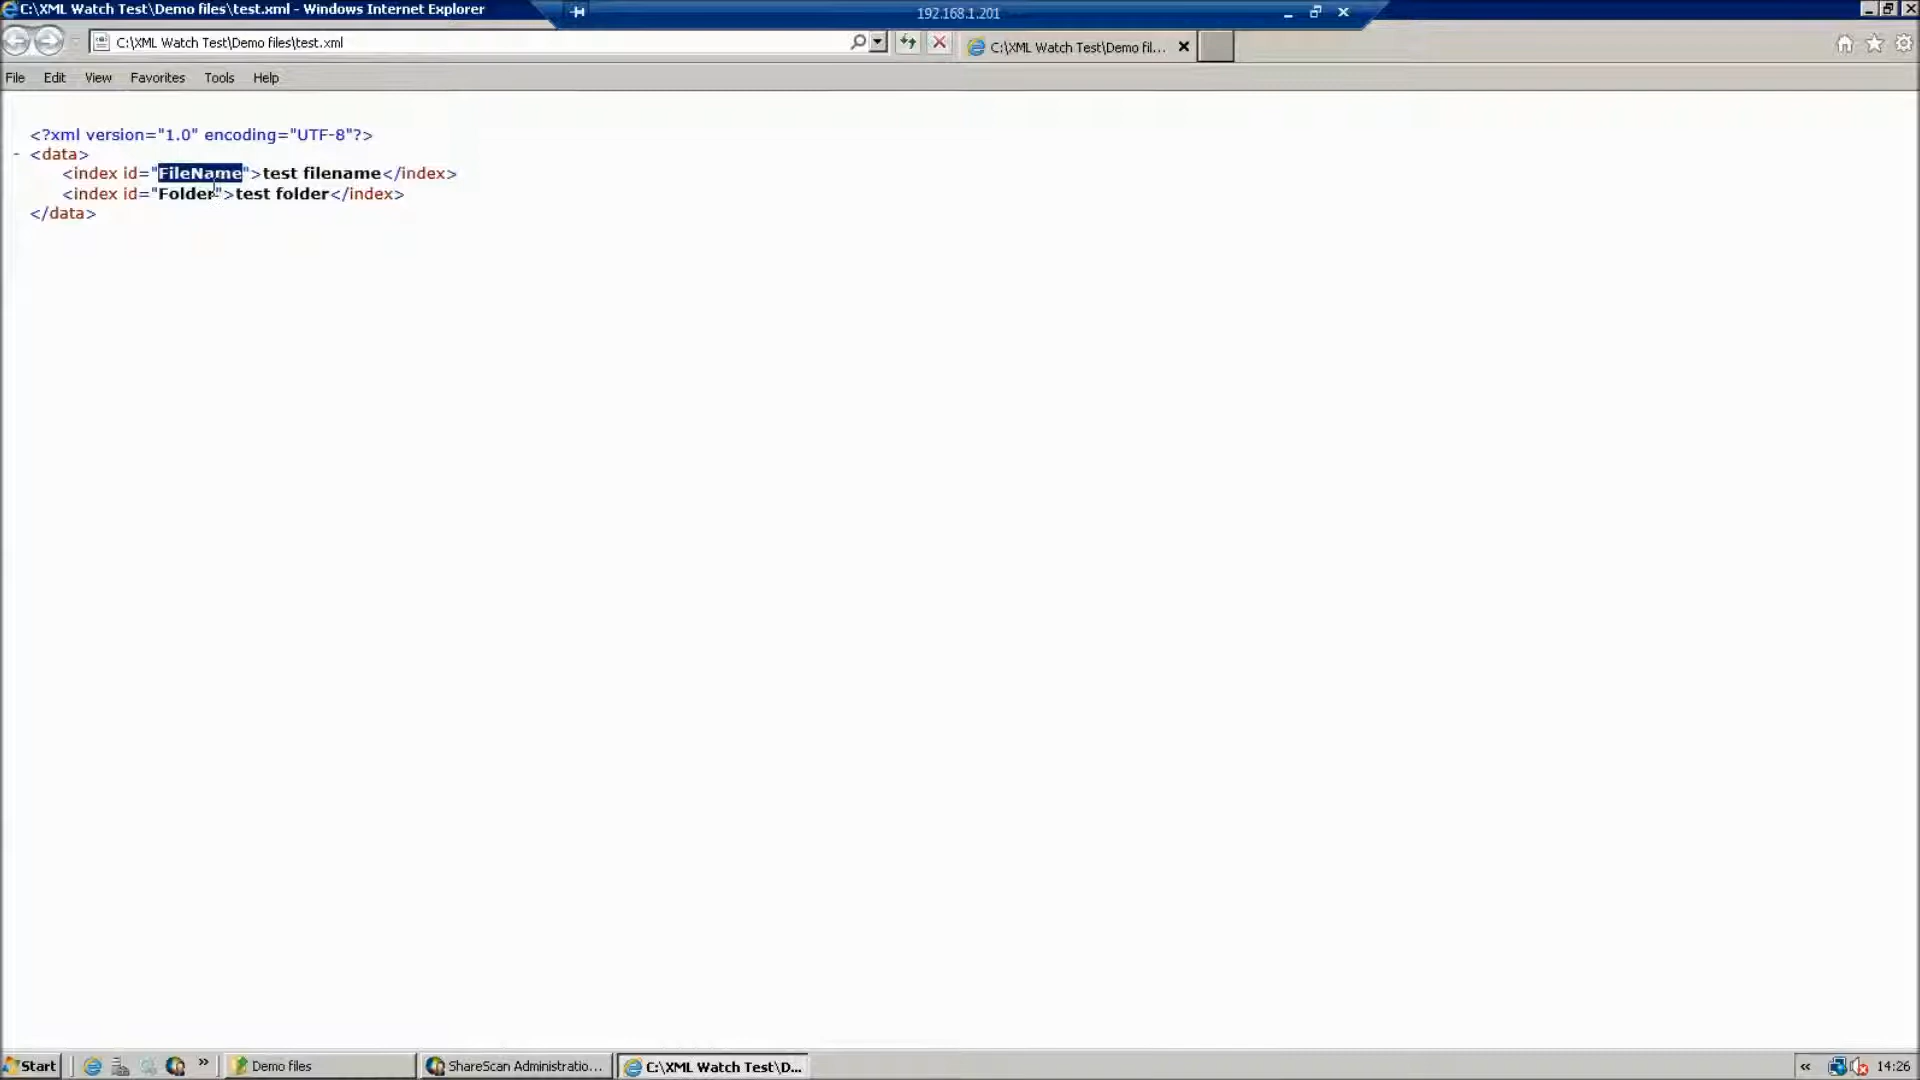 C:\XML Watch Test\Demo files\test.xml - Windows Internet Explorer
192.168.1.201
C:\XML Watch Test\Demo files\test.xml
C:\XML Watch Test\Demo fil...
File Edit View Favorites Tools Help
<?xml version="1.0" encoding="UTF-8"?>
- <data>
<index id="FileName">test filename</index>
<index id="Folder">test folder</index>
</data>
Start » Demo files ShareScan Administratio... C:\XML Watch Test\D... « 14:26